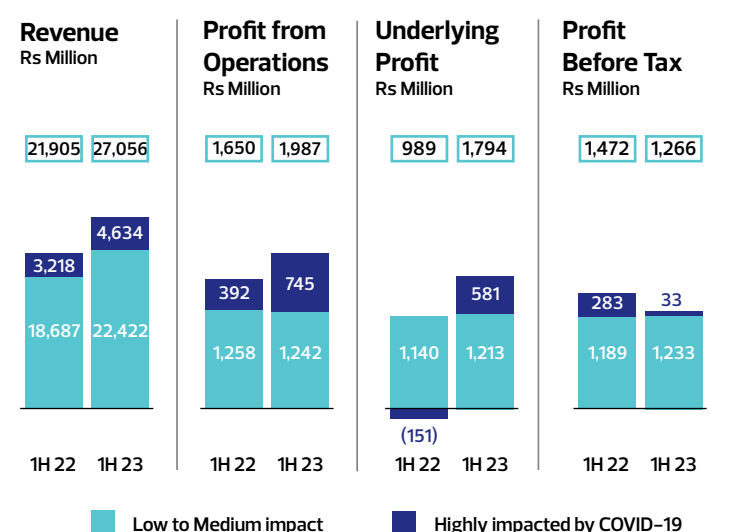 Revenue
Rs Million
21,905 27,056
3,218
4,634
18,687 22,422
1H 22 1H 23
Profit from
Operations
Rs Million
1,650 1,987
392
745
1,258 1,242
1H 22 1H 23
Underlying
Profit
Rs Million
989 1,794
581
1,140 1,213
(151)
1H 22 1H 23
Profit
Before Tax
Rs Million
1,472 1,266
283 33
1,189 1,233
1H 22 1H 23
Low to Medium impact
Highly impacted by COVID–19